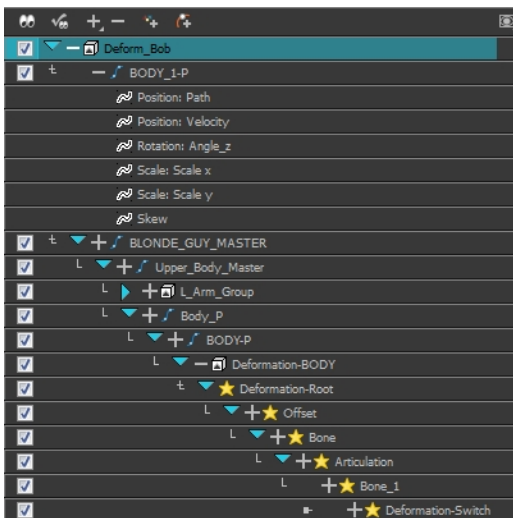 Deform_Bob
BODY_1-P
Position: Path
Position: Velocity
Rotation: Angle_z
Scale: Scale x
Scale: Scale y
Skew
BLONDE_GUY_MASTER
Upper_Body_Master
L_Arm_Group
Body_P
BODY-P
Deformation-BODY
Deformation-Root
Offset
Bone
Articulation
Bone_1
Deformation-Switch